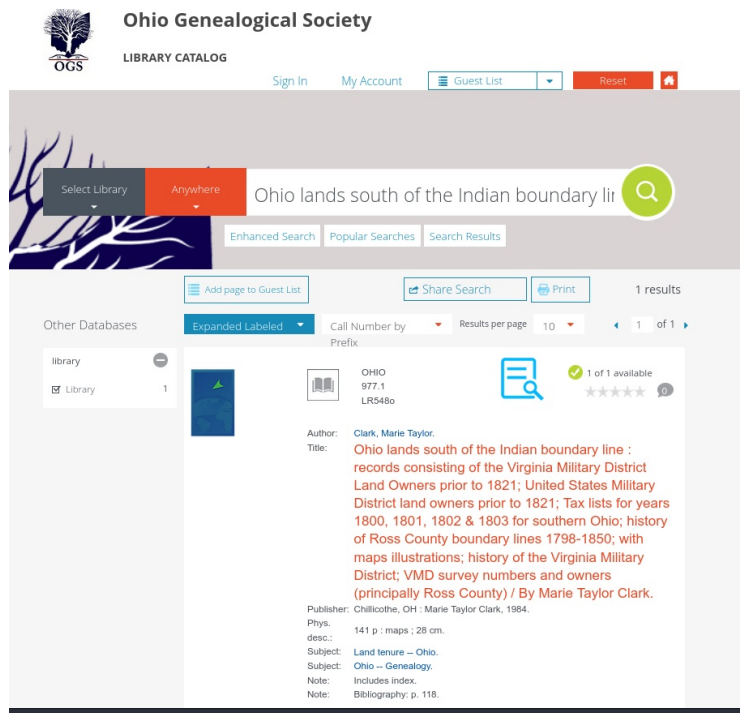 Ohio Genealogical Society
OGS
LIBRARY CATALOG
Sign In
My Account
Guest List
Reset
Select Library
Anywhere
Ohio lands south of the Indian boundary lin
Enhanced Search
Popular Searches
Search Results
Add page to Guest List
Share Search
Print
1 results
Other Databases
Expanded Labeled
Call Number by
Prefix
Results per page
10
1
of 1
library
Library
1
OHIO
977.1
LR548o
1 of 1 available
0
Author: Clark, Marie Taylor.
Title: Ohio lands south of the Indian boundary line :
records consisting of the Virginia Military District
Land Owners prior to 1821; United States Military
District land owners prior to 1821; Tax lists for years
1800, 1801, 1802 & 1803 for southern Ohio; history
of Ross County boundary lines 1798-1850; with
maps illustrations; history of the Virginia Military
District; VMD survey numbers and owners
(principally Ross County) / By Marie Taylor Clark.
Publisher: Chillicothe, OH : Marie Taylor Clark, 1984.
Phys.
desc.: 141 p : maps ; 28 cm.
Subject: Land tenure -- Ohio.
Subject: Ohio -- Genealogy.
Note: Includes index.
Note: Bibliography: p. 118.